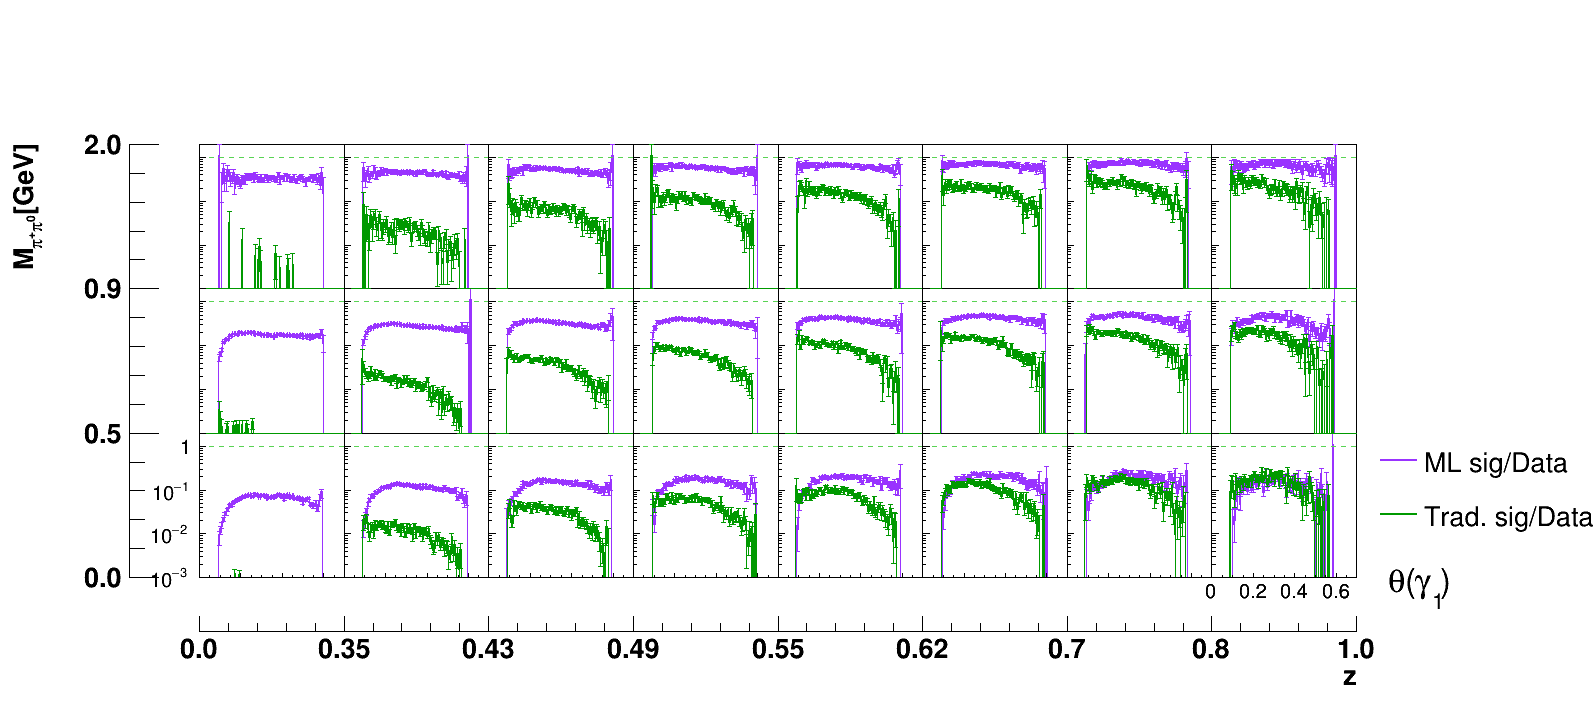 M_{π⁺π⁰}[GeV]
2.0
0.9
0.5
0.0
1
10⁻¹
10⁻²
10⁻³
ML sig/Data
Trad. sig/Data
0 0.2 0.4 0.6
θ(γ₁)
0.0 0.35 0.43 0.49 0.55 0.62 0.7 0.8 1.0
z